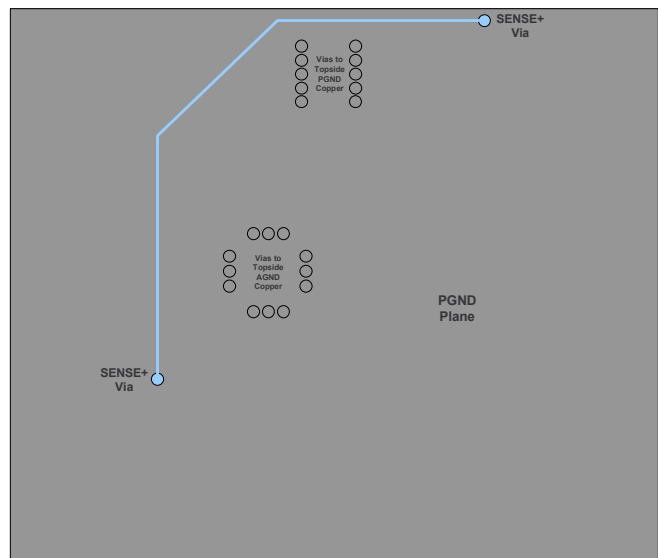 SENSE+
Via
Vias to
Topside
PGND
Copper
Vias to
Topside
AGND
Copper
PGND
Plane
SENSE+
Via